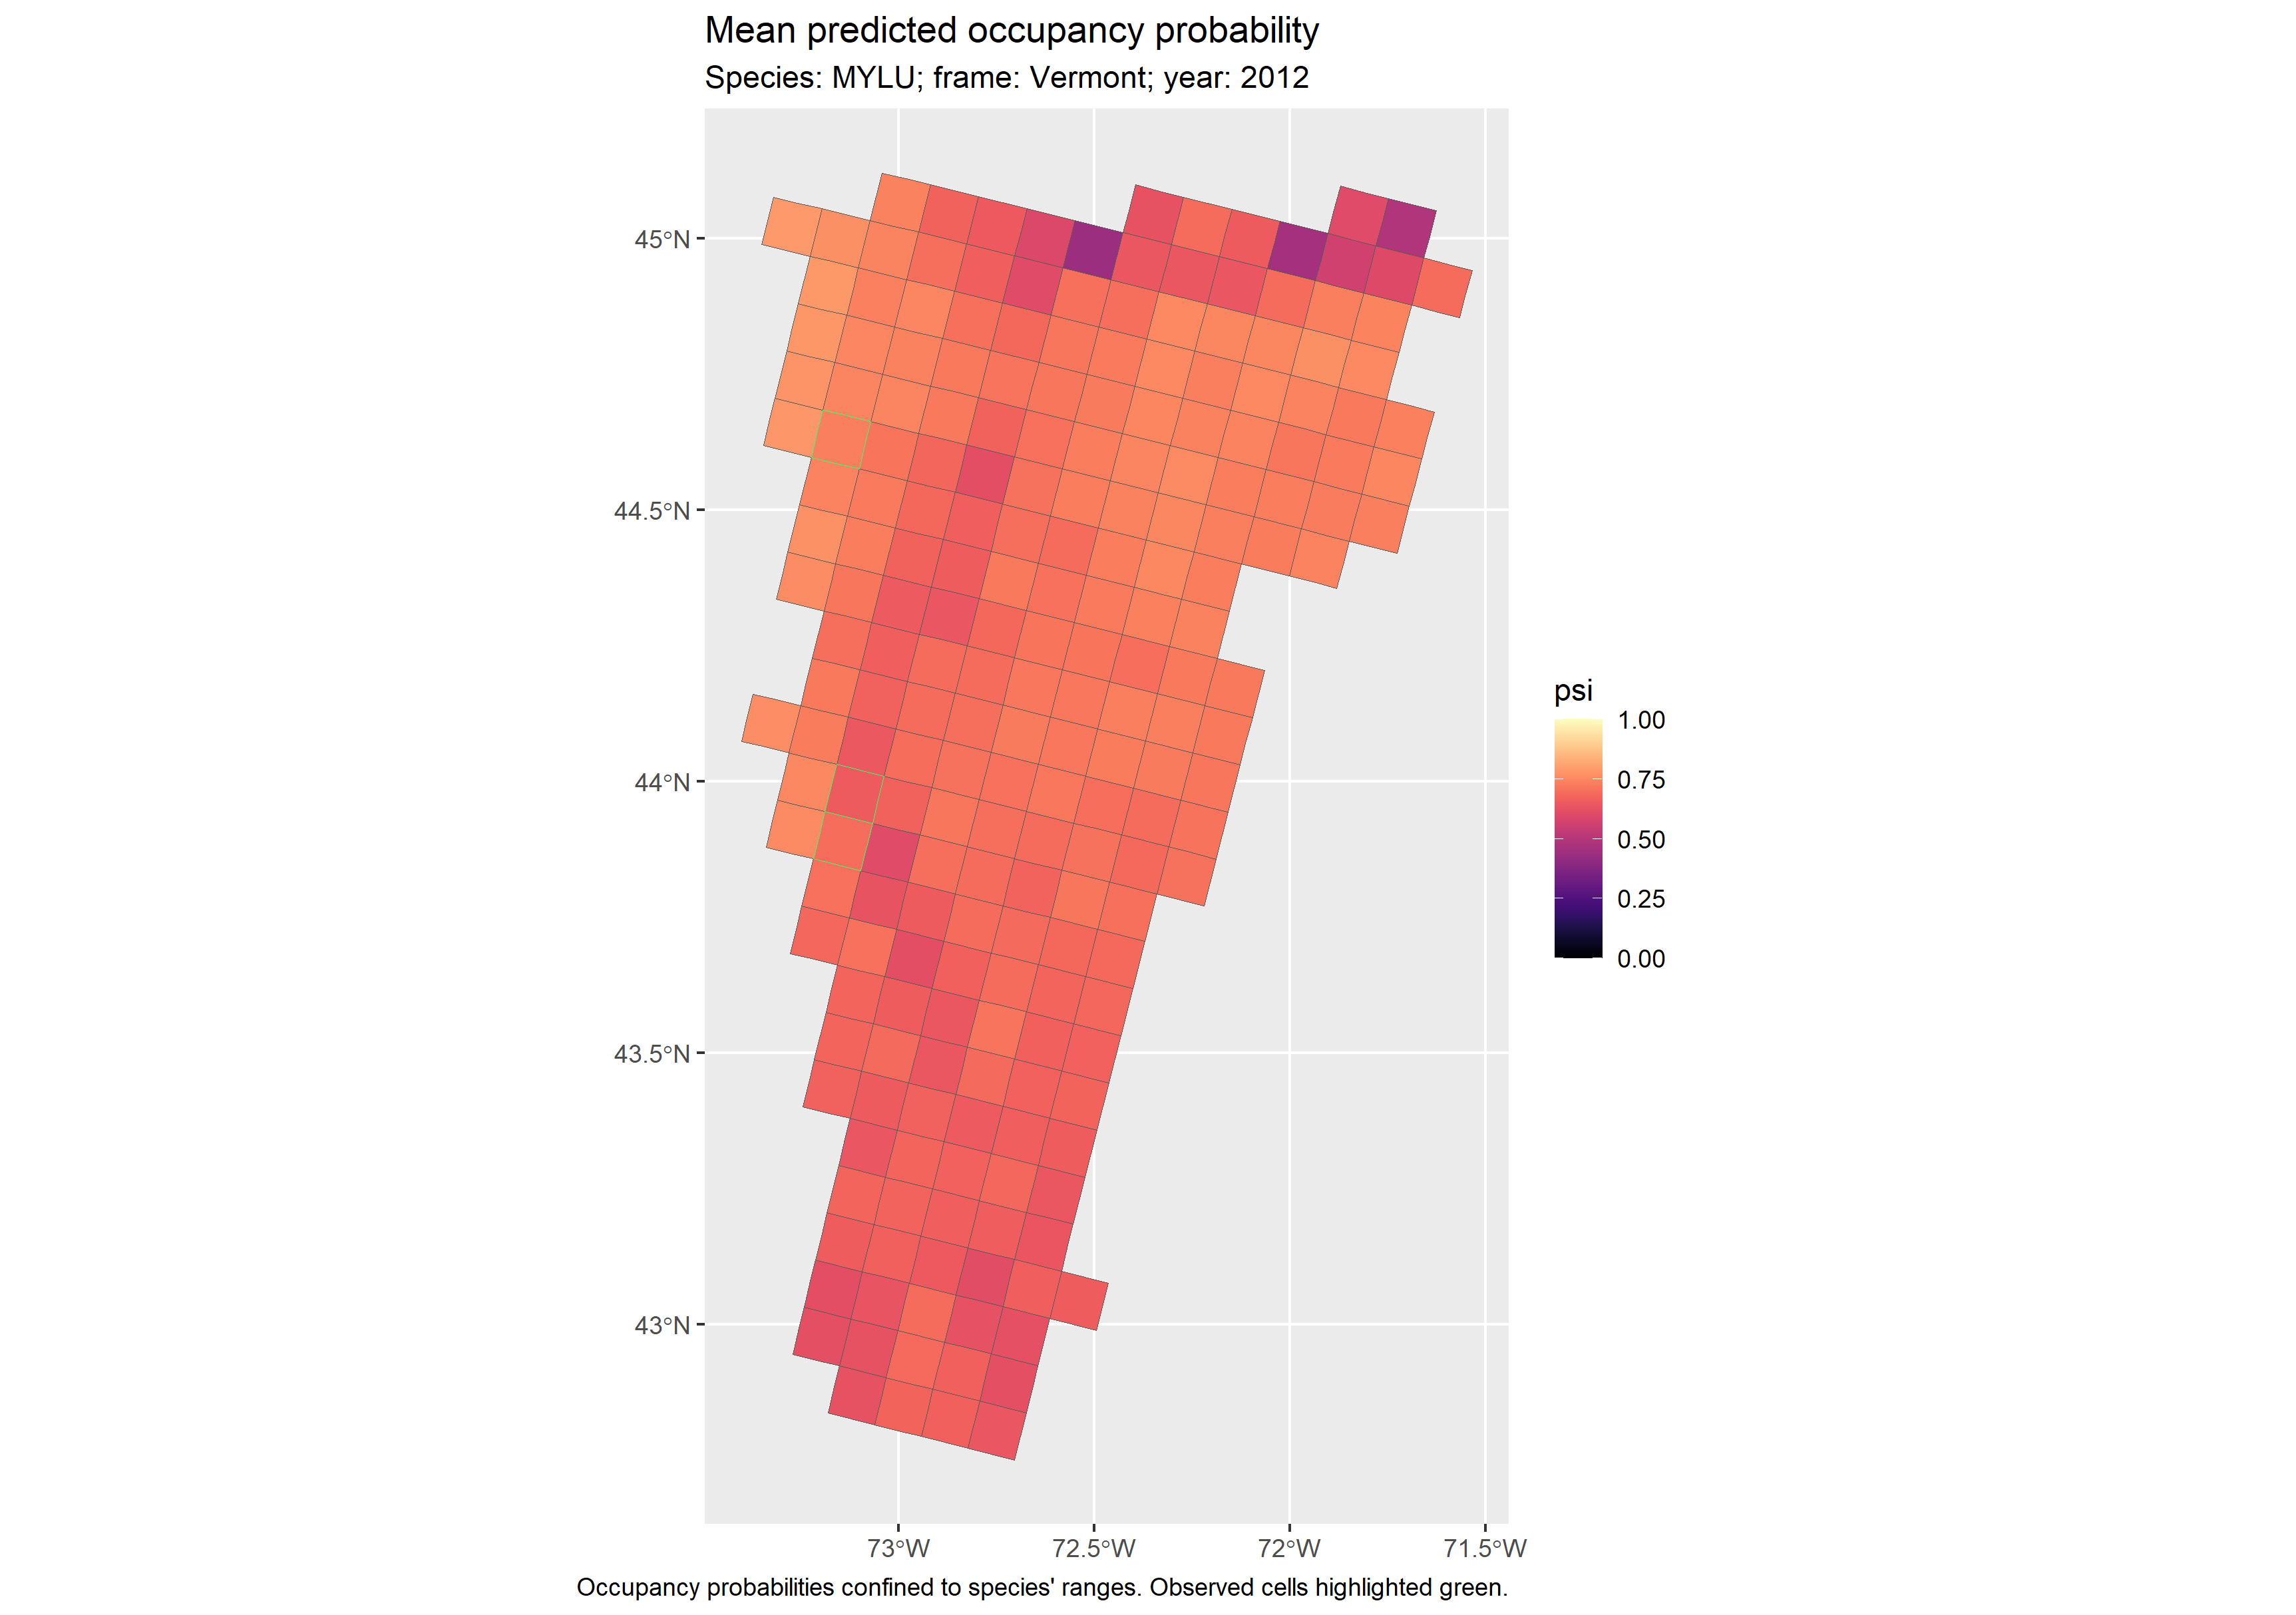 Mean predicted occupancy probability
Species: MYLU; frame: Vermont; year: 2012
45°N
44.5°N
44°N
43.5°N
43°N
73°W
72.5°W
72°W
71.5°W
psi
1.00
0.75
0.50
0.25
0.00
Occupancy probabilities confined to species' ranges. Observed cells highlighted green.